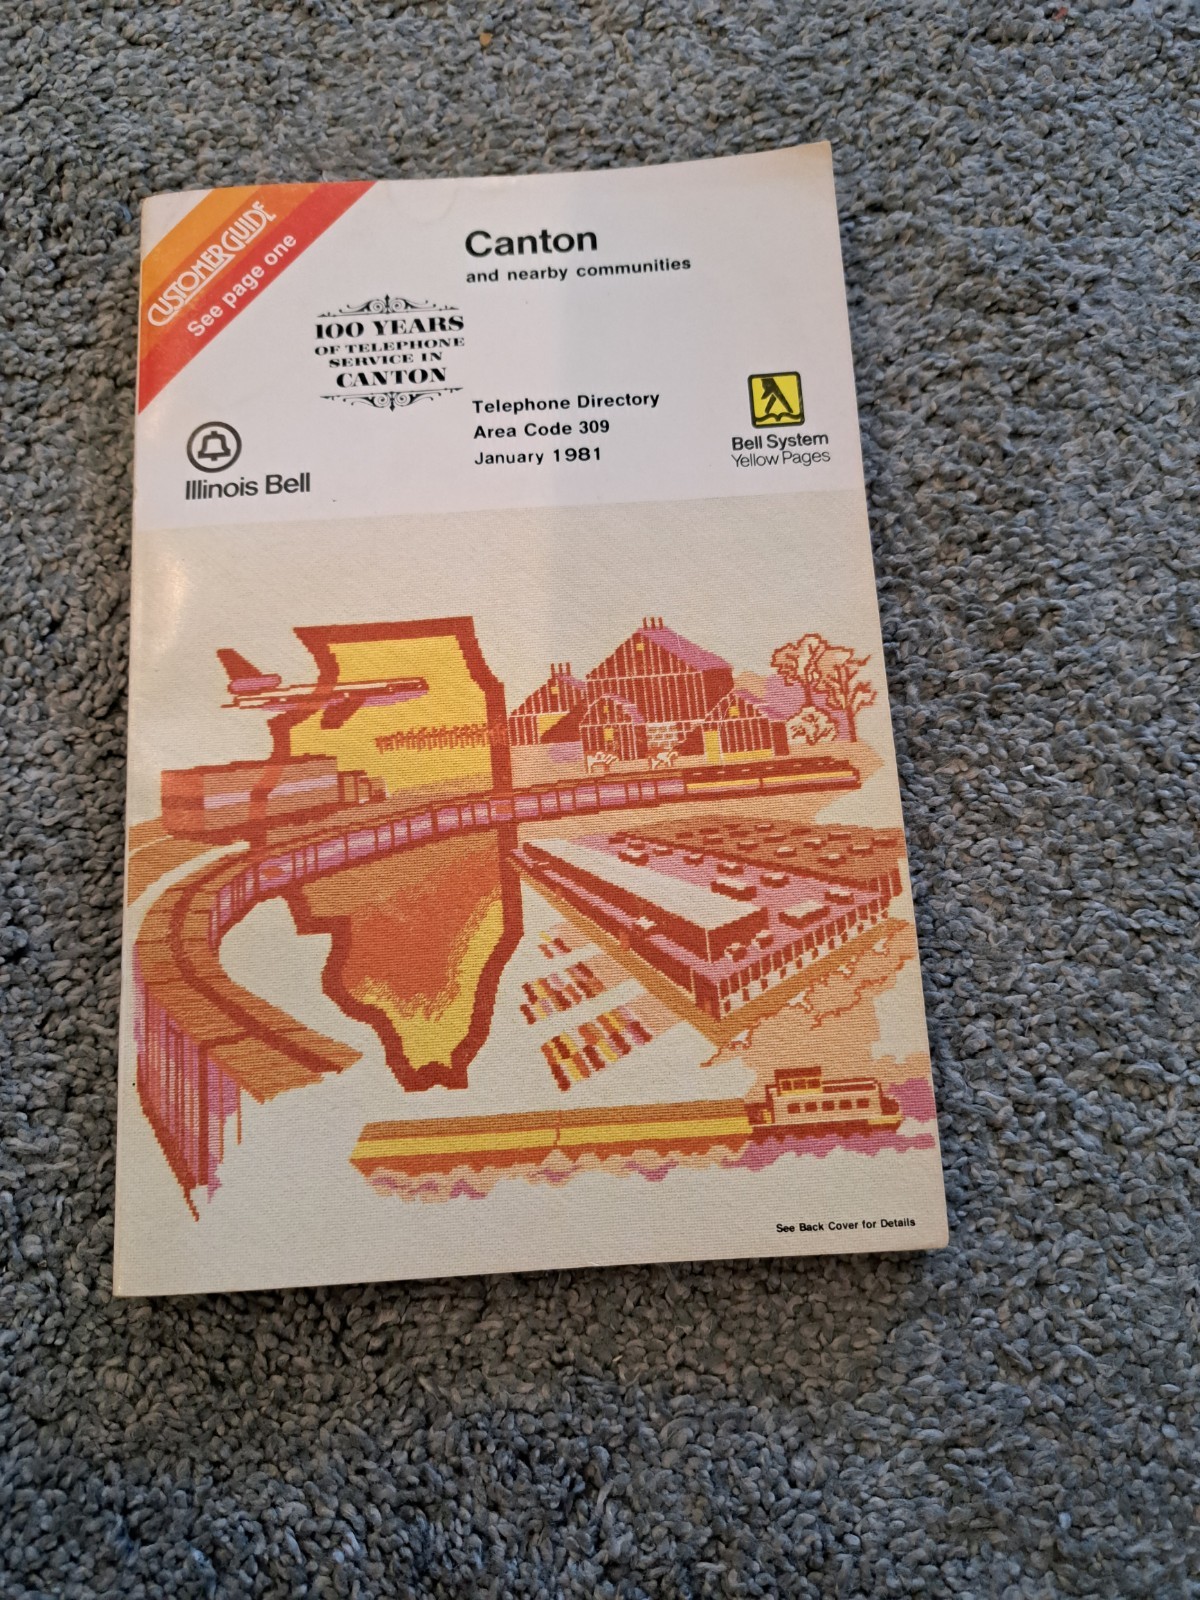 CUSTOMER GUIDE
See page one
Canton
and nearby communities
100 YEARS
OF TELEPHONE
SERVICE IN
CANTON
Telephone Directory
Area Code 309
January 1981
Illinois Bell
Bell System
Yellow Pages
See Back Cover for Details